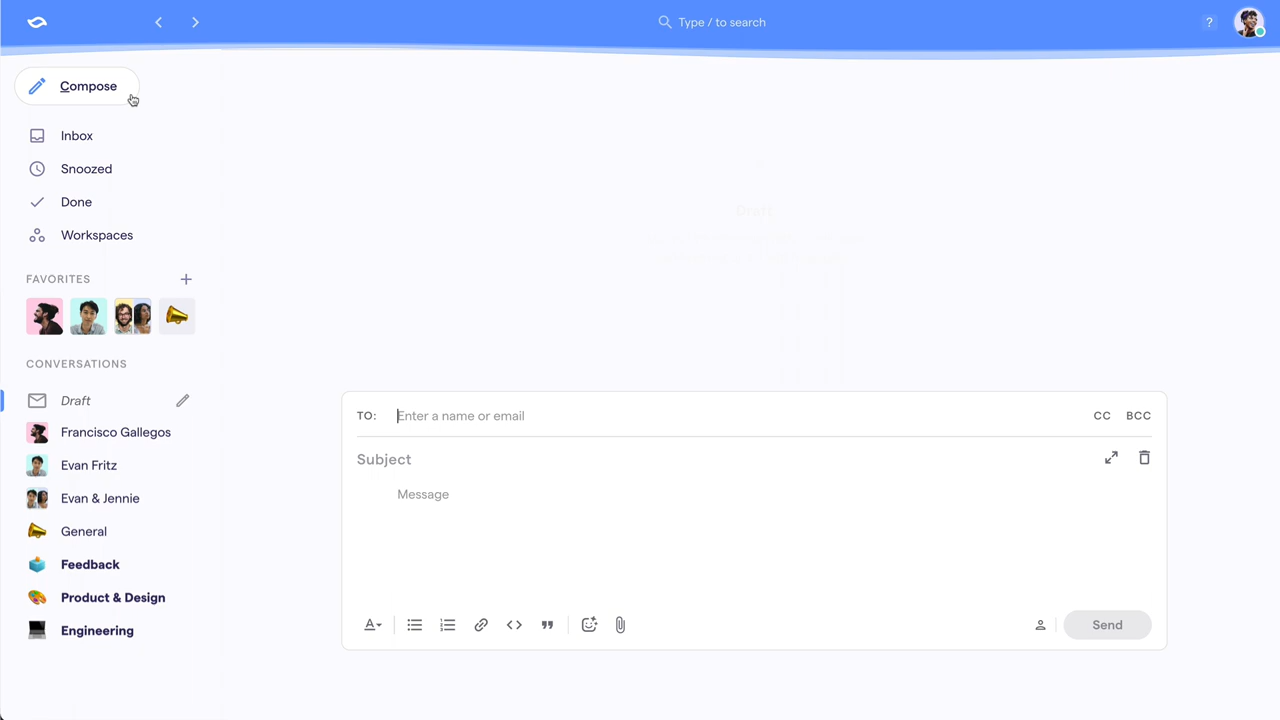 Type / to search
?
Compose
Inbox
Snoozed
Done
Workspaces
FAVORITES
CONVERSATIONS
Draft
Francisco Gallegos
Evan Fritz
Evan & Jennie
General
Feedback
Product & Design
Engineering
Draft
TO: Enter a name or email CC BCC
Subject
Message
A
Send